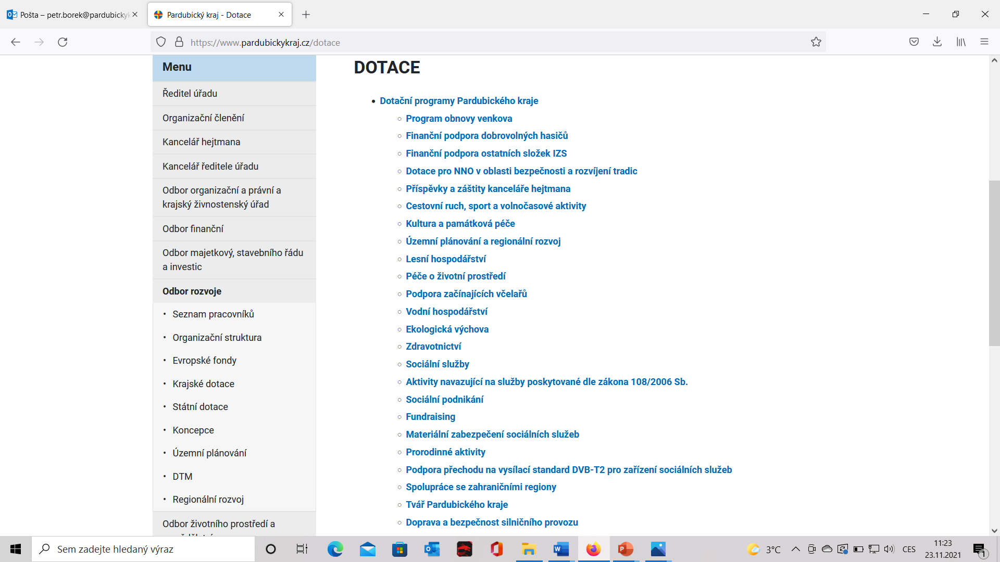 Pošta – petr.borek@pardubický
Pardubický kraj - Dotace
https://www.pardubickykraj.cz/dotace
Menu
Ředitel úřadu
Organizační členění
Kancelář hejtmana
Kancelář ředitele úřadu
Odbor organizační a právní a
krajský živnostenský úřad
Odbor finanční
Odbor majetkový, stavebního řádu
a investic
Odbor rozvoje
• Seznam pracovníků
• Organizační struktura
• Evropské fondy
• Krajské dotace
• Státní dotace
• Koncepce
• Územní plánování
• DTM
• Regionální rozvoj
Odbor životního prostředí a
DOTACE
• Dotační programy Pardubického kraje
○ Program obnovy venkova
○ Finanční podpora dobrovolných hasičů
○ Finanční podpora ostatních složek IZS
○ Dotace pro NNO v oblasti bezpečnosti a rozvíjení tradic
○ Příspěvky a záštity kanceláře hejtmana
○ Cestovní ruch, sport a volnočasové aktivity
○ Kultura a památková péče
○ Územní plánování a regionální rozvoj
○ Lesní hospodářství
○ Péče o životní prostředí
○ Podpora začínajících včelařů
○ Vodní hospodářství
○ Ekologická výchova
○ Zdravotnictví
○ Sociální služby
○ Aktivity navazující na služby poskytované dle zákona 108/2006 Sb.
○ Sociální podnikání
○ Fundraising
○ Materiální zabezpečení sociálních služeb
○ Prorodinné aktivity
○ Podpora přechodu na vysílací standard DVB-T2 pro zařízení sociálních služeb
○ Spolupráce se zahraničními regiony
○ Tvář Pardubického kraje
○ Doprava a bezpečnost silničního provozu
Sem zadejte hledaný výraz
3°C
CES
11:23
23.11.2021
1